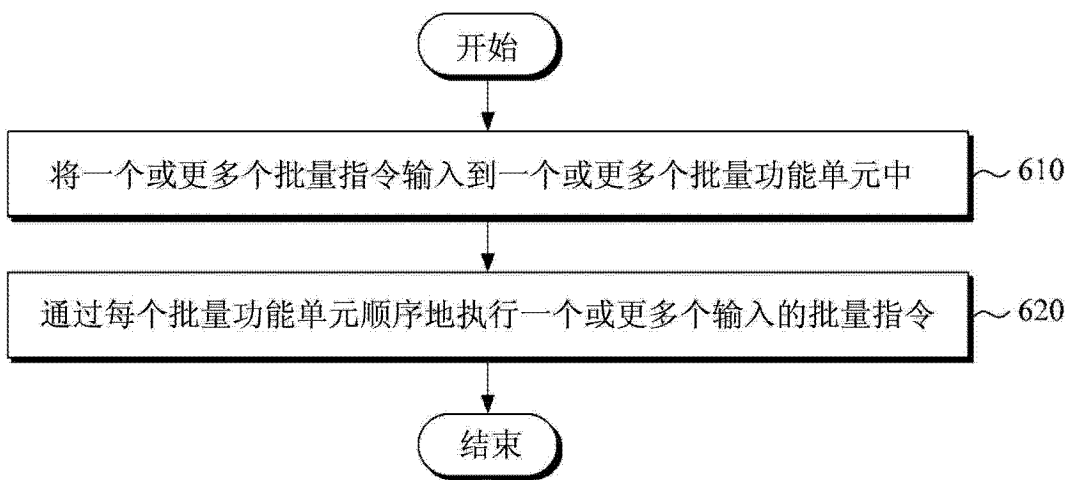 开始
将一个或更多个批量指令输入到一个或更多个批量功能单元中
610
通过每个批量功能单元顺序地执行一个或更多个输入的批量指令
620
结束